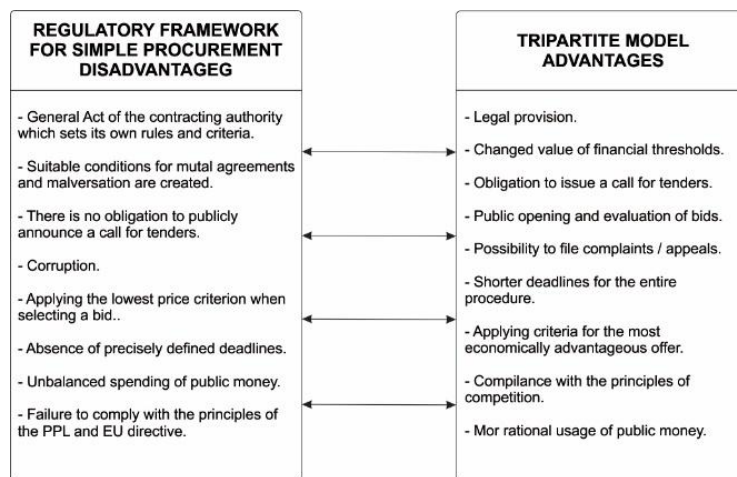 REGULATORY FRAMEWORK
FOR SIMPLE PROCUREMENT
DISADVANTAGEG
- General Act of the contracting authority
which sets its own rules and criteria.
- Suitable conditions for mutal agreements
and malversation are created.
- There is no obligation to publicly
announce a call for tenders.
- Corruption.
- Applying the lowest price criterion when
selecting a bid..
- Absence of precisely defined deadlines.
- Unbalanced spending of public money.
- Failure to comply with the principles of
the PPL and EU directive.
TRIPARTITE MODEL
ADVANTAGES
- Legal provision.
- Changed value of financial thresholds.
- Obligation to issue a call for tenders.
- Public opening and evaluation of bids.
- Possibility to file complaints / appeals.
- Shorter deadlines for the entire
procedure.
- Applying criteria for the most
economically advantageous offer.
- Compilance with the principles of
competition.
- Mor rational usage of public money.